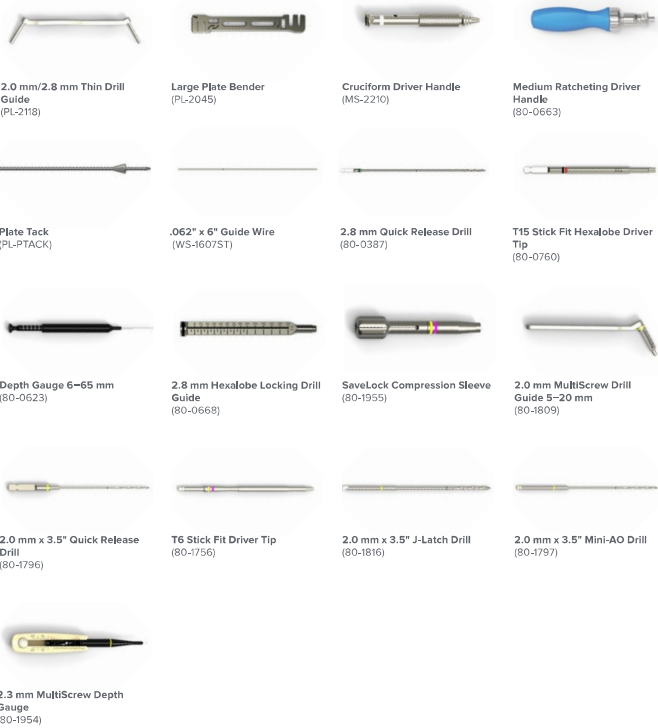 2.0 mm/2.8 mm Thin Drill
Guide
(PL-2118)
Large Plate Bender
(PL-2045)
Cruciform Driver Handle
(MS-2210)
Medium Ratcheting Driver
Handle
(80-0663)
Plate Tack
(PL-PTACK)
.062" x 6" Guide Wire
(WS-1607ST)
2.8 mm Quick Release Drill
(80-0387)
T15 Stick Fit Hexalobe Driver
Tip
(80-0760)
Depth Gauge 6–65 mm
(80-0623)
2.8 mm Hexalobe Locking Drill
Guide
(80-0668)
SaveLock Compression Sleeve
(80-1955)
2.0 mm MultiScrew Drill
Guide 5–20 mm
(80-1809)
2.0 mm x 3.5" Quick Release
Drill
(80-1796)
T6 Stick Fit Driver Tip
(80-1756)
2.0 mm x 3.5" J-Latch Drill
(80-1816)
2.0 mm x 3.5" Mini-AO Drill
(80-1797)
2.3 mm MultiScrew Depth
Gauge
(80-1954)